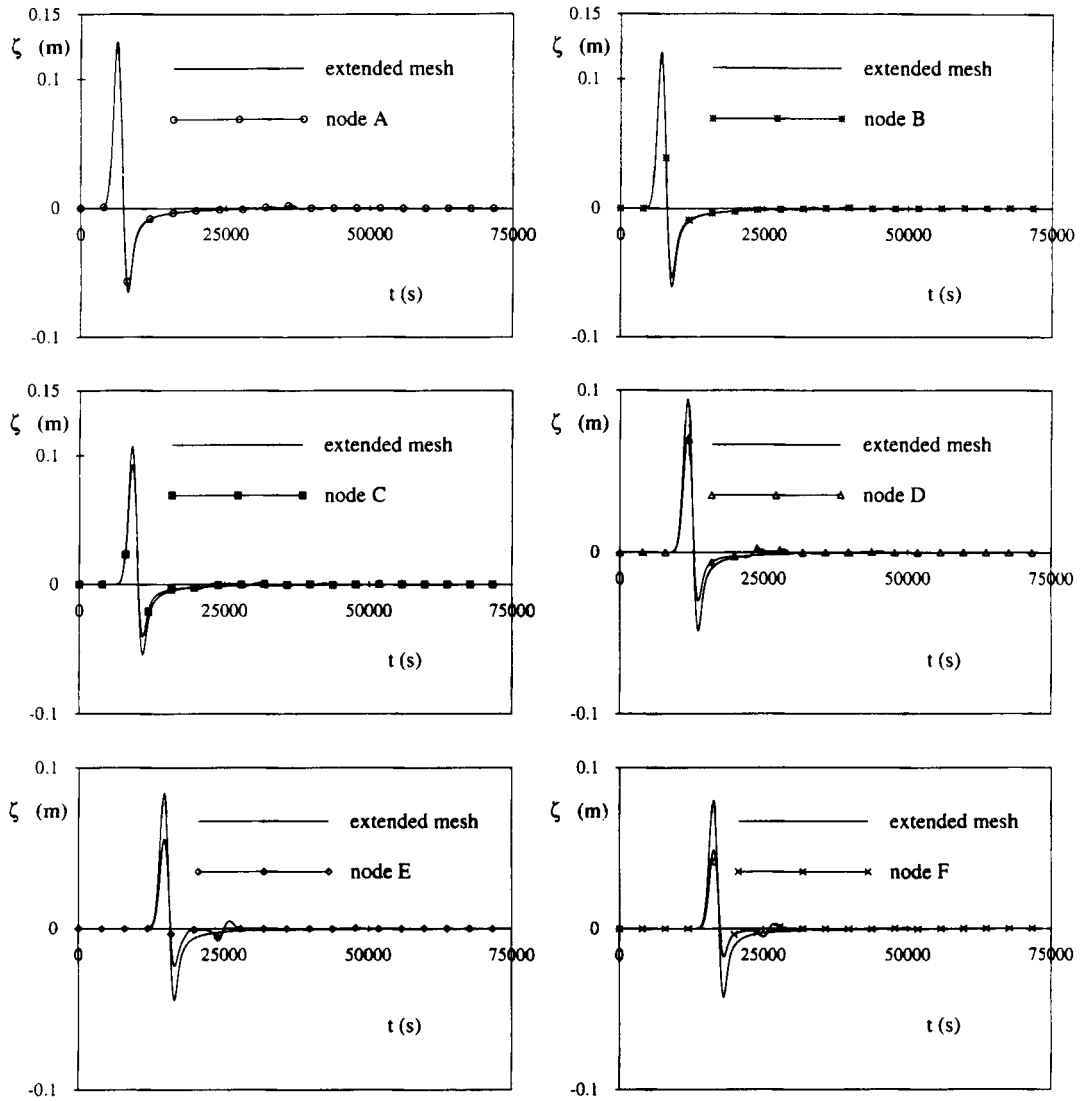 0.15
ζ (m)
0.1
extended mesh
node A
0
0 25000 50000 75000
t (s)
-0.1
0.15
ζ (m)
0.1
extended mesh
node B
0
0 25000 50000 75000
t (s)
-0.1
0.15
ζ (m)
0.1
extended mesh
node C
0
0 25000 50000 75000
t (s)
-0.1
0.1
ζ (m)
extended mesh
node D
0
0 25000 50000 75000
t (s)
-0.1
0.1
ζ (m)
extended mesh
node E
0
0 25000 50000 75000
t (s)
-0.1
0.1
ζ (m)
extended mesh
node F
0
0 25000 50000 75000
t (s)
-0.1